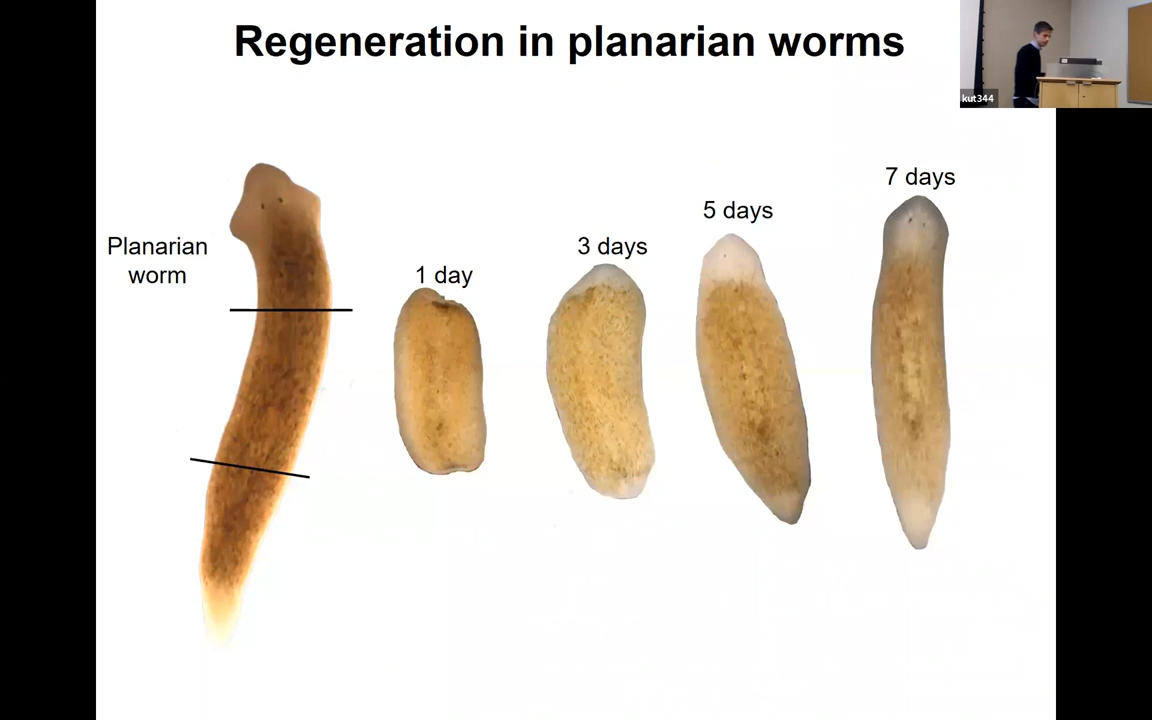 Regeneration in planarian worms
kut344
Planarian
worm
1 day
3 days
5 days
7 days